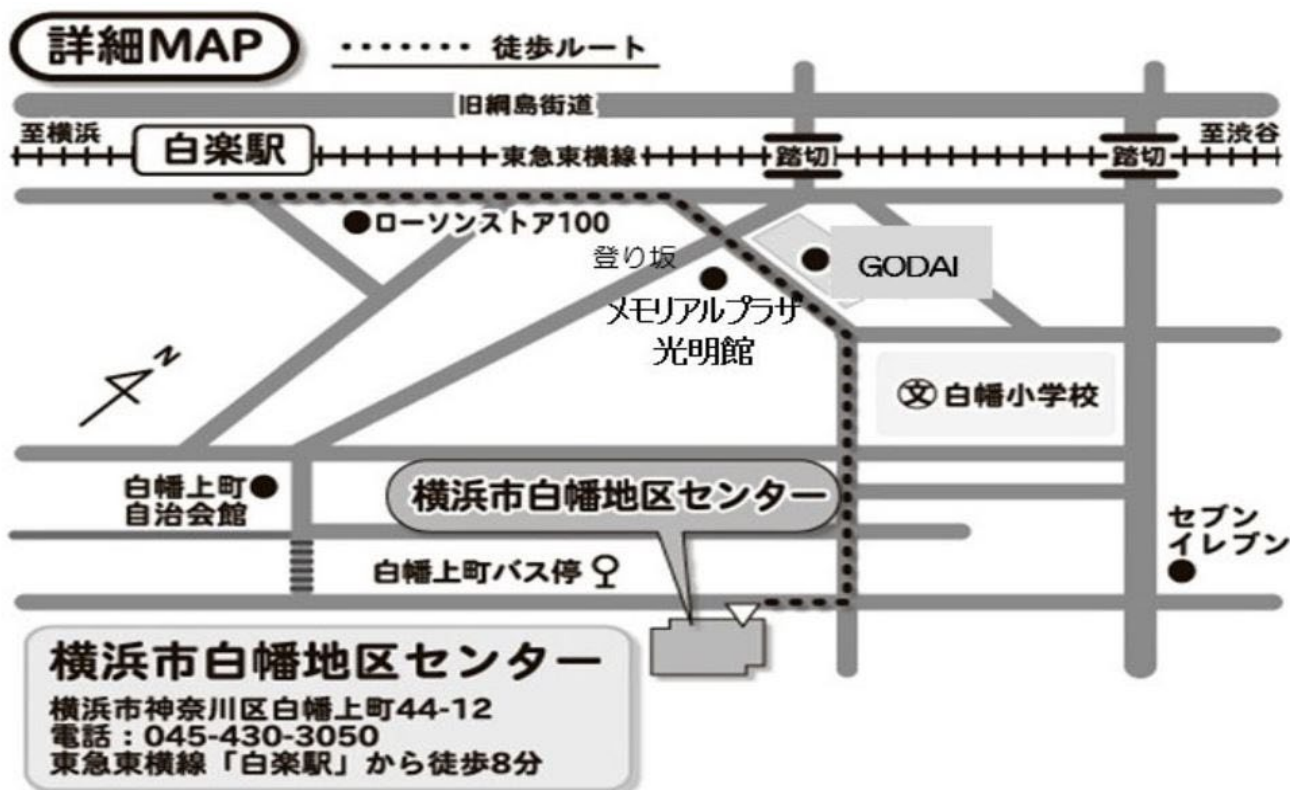 詳細MAP
徒歩ルート
旧綱島街道
至横浜
白楽駅
東急東横線
踏切
踏切
至渋谷
ローソンストア100
登り坂
GODAI
メモリアルプラザ
光明館
N
文 白幡小学校
白幡上町
自治会館
横浜市白幡地区センター
セブン
イレブン
白幡上町バス停
横浜市白幡地区センター
横浜市神奈川区白幡上町44-12
電話：045-430-3050
東急東横線「白楽駅」から徒歩8分